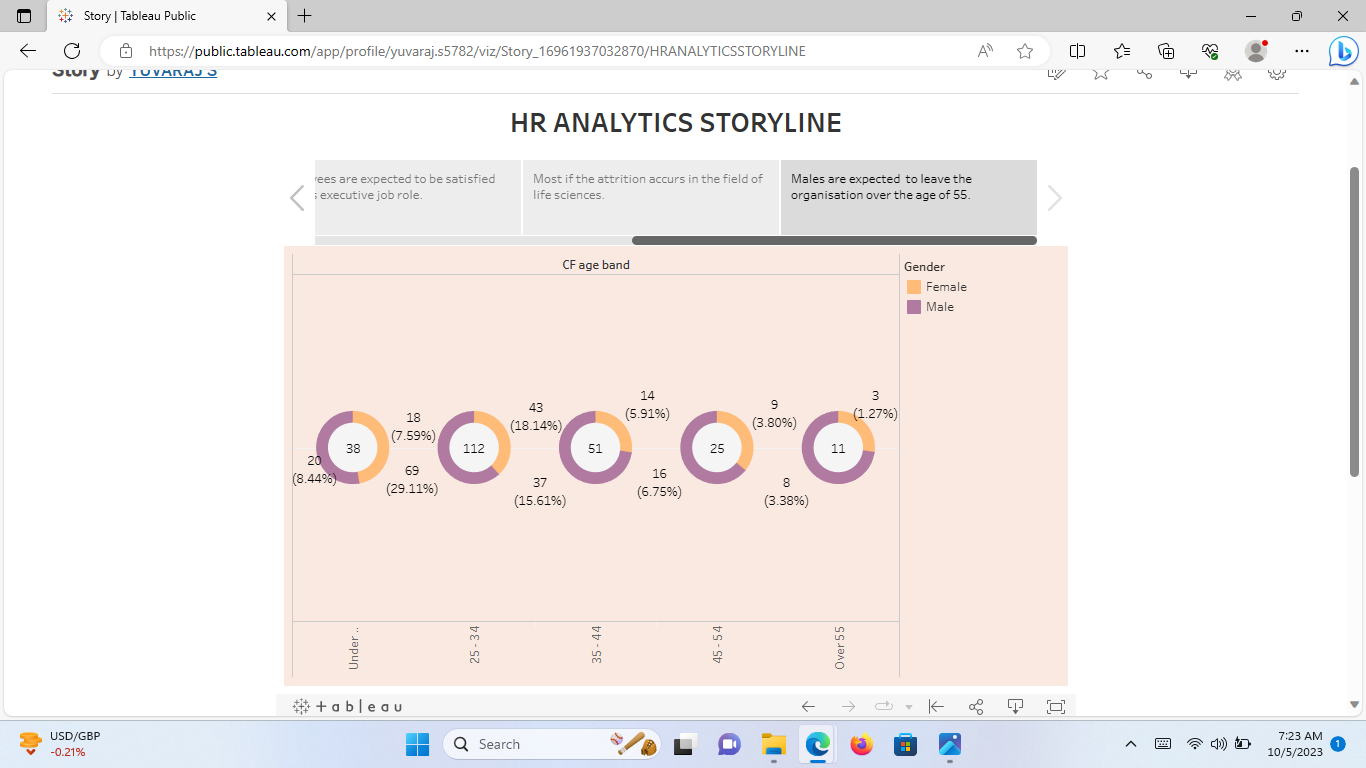 Story | Tableau Public
https://public.tableau.com/app/profile/yuvaraj.s5782/viz/Story_16961937032870/HRANALYTICSSTORYLINE
Story by YUVARAJ S
HR ANALYTICS STORYLINE
yees are expected to be satisfied
s executive job role.
Most if the attrition accurs in the field of
life sciences.
Males are expected to leave the
organisation over the age of 55.
CF age band
Gender
Female
Male
38
18
(7.59%)
20
(8.44%)
112
43
(18.14%)
69
(29.11%)
51
14
(5.91%)
37
(15.61%)
25
9
(3.80%)
16
(6.75%)
11
3
(1.27%)
8
(3.38%)
Under ..
25 - 34
35 - 44
45 - 54
Over 55
+ a b l e a u
USD/GBP
-0.21%
Search
7:23 AM
10/5/2023
1